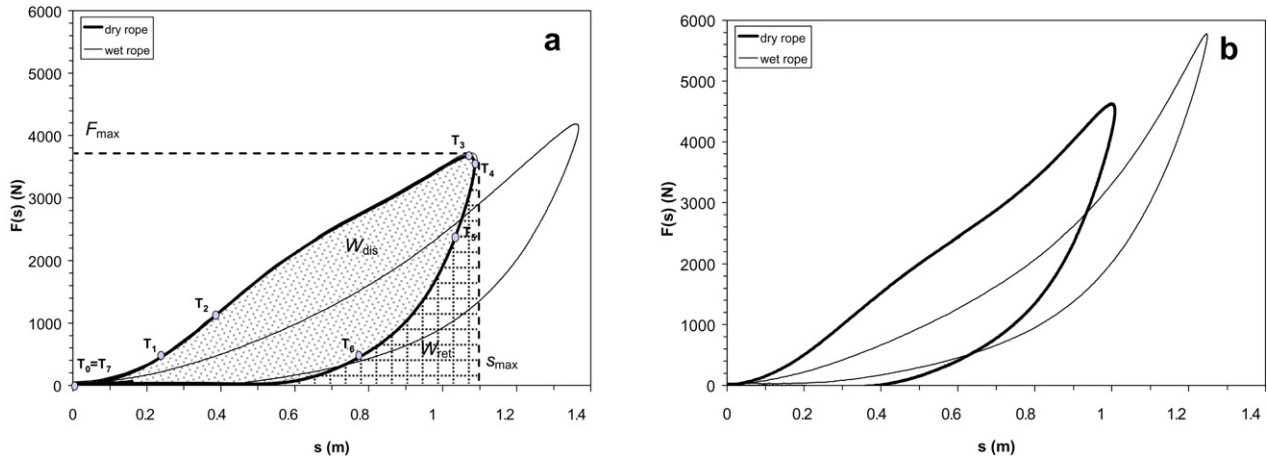 6000
5000
4000
3000
2000
1000
0
F(s) (N)
dry rope
wet rope
a
Fmax
T3
T4
T5
Wdis
T2
T1
T6
Wret
smax
T0=T7
0 0.2 0.4 0.6 0.8 1 1.2 1.4
s (m)
6000
5000
4000
3000
2000
1000
0
F(s) (N)
dry rope
wet rope
b
0 0.2 0.4 0.6 0.8 1 1.2 1.4
s (m)